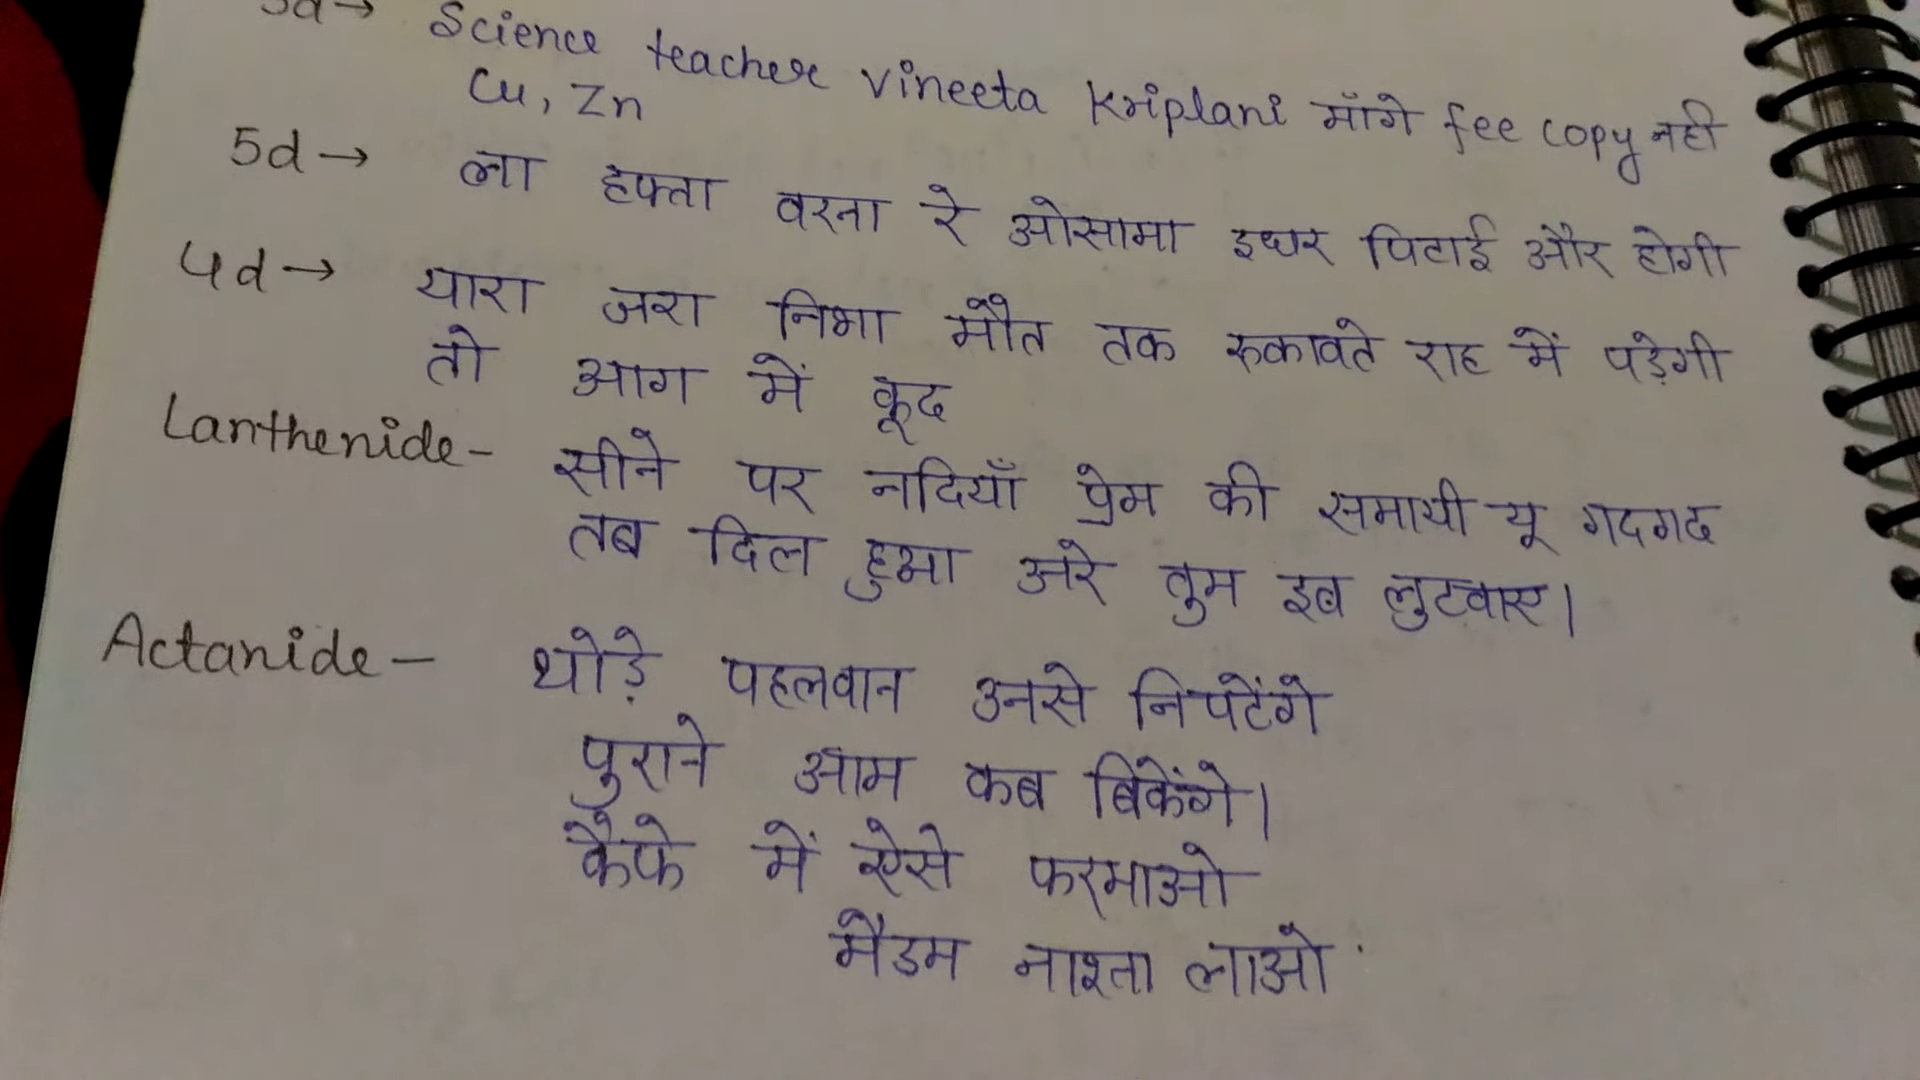 3d → Science teacher Vineeta Kriplani माँगे fee copy नही
Cu, Zn
5d → ला हफ्ता वरना रे ओसामा इधर पिटाई और होगी
4d → यारा जरा निभा मौत तक रुकावते राह में पड़ेगी
तो आग में कूद
Lanthenide - सीने पर नदियाँ प्रेम की समायी यू गदगद
तब दिल हुआ अरे तुम इब लुटवाए।
Actanide - थोड़े पहलवान उनसे निपटेंगे
पुराने आम कब बिकेंगे।
कैफे में ऐसे फरमाओ
मैडम नाश्ता लाओ